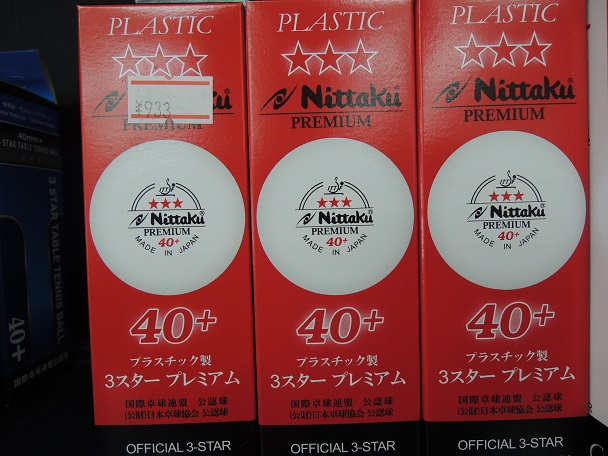 PLASTIC
¥933
Nittaku
PREMIUM
Nittaku®
PREMIUM
40+
MADE IN JAPAN
40+
プラスチック製
3スター プレミアム
国際卓球連盟 公認球
(公財)日本卓球協会 公認球
OFFICIAL 3-STAR
PLASTIC
Nittaku®
PREMIUM
Nittaku®
PREMIUM
40+
MADE IN JAPAN
40+
プラスチック製
3スター プレミアム
国際卓球連盟 公認球
(公財)日本卓球協会 公認球
OFFICIAL 3-STAR
PLASTIC
Nittaku
PREMIUM
Nittaku®
PREMIUM
40+
MADE IN JAPAN
40+
プラスチック製
3スター プレミアム
国際卓球連盟 公認球
(公財)日本卓球協会 公認球
OFFICIAL 3-STAR
40mm+
-STAR TABLE TENNIS BALL
3 STAR TABLE TENNIS BALL
40+